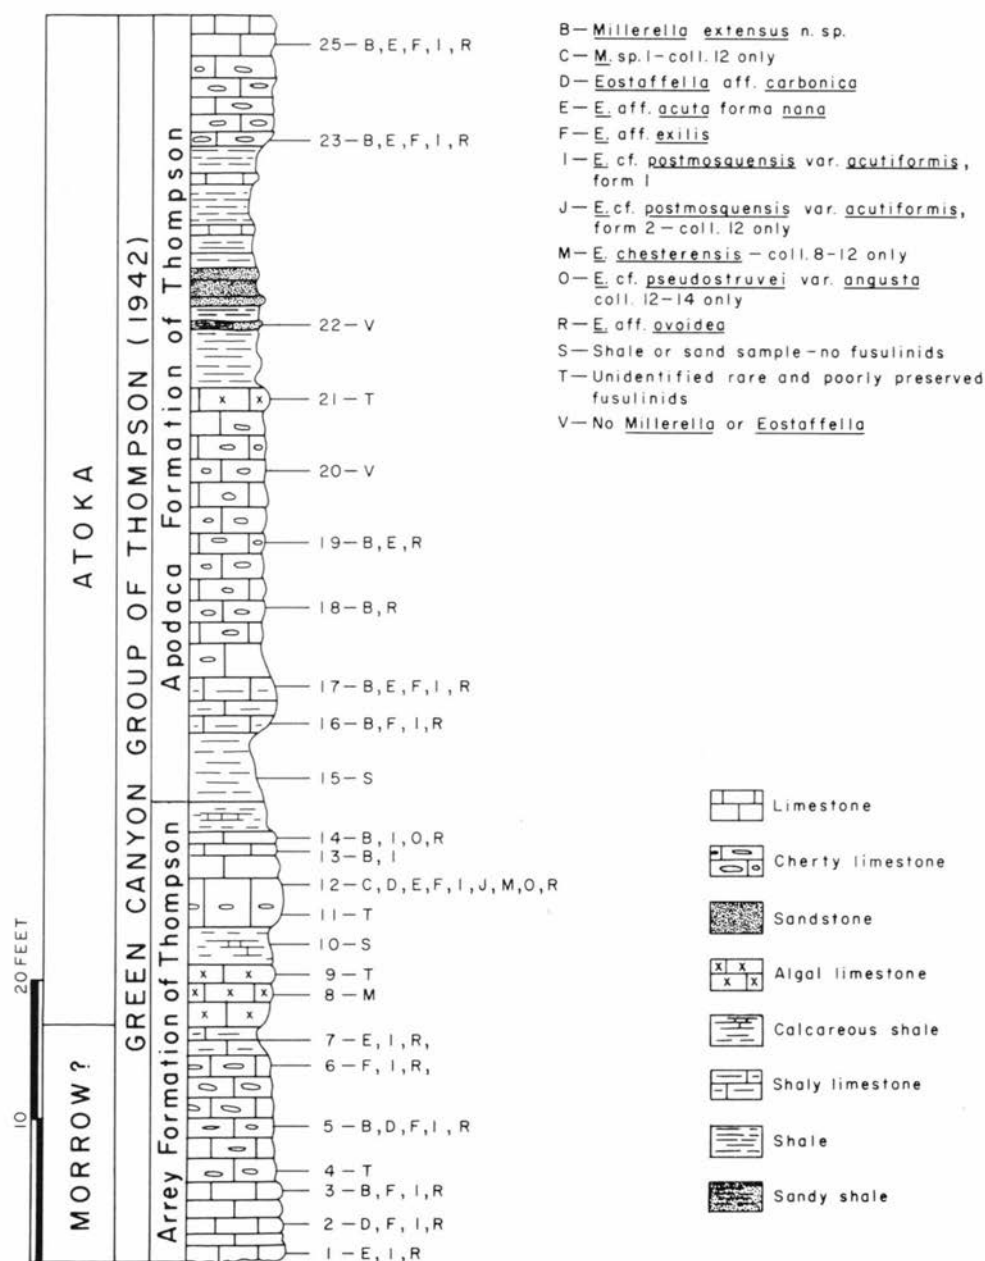 25 — B, E, F, I, R
23 — B, E, F, I, R
22 — V
21 — T
20 — V
19 — B, E, R
18 — B, R
17 — B, E, F, I, R
16 — B, F, I, R
15 — S
14 — B, I, O, R
13 — B, I
12 — C, D, E, F, I, J, M, O, R
11 — T
10 — S
9 — T
8 — M
7 — E, I, R,
6 — F, I, R,
5 — B, D, F, I, R
4 — T
3 — B, F, I, R
2 — D, F, I, R
1 — E, I, R
ATOKA
MORROW?
GREEN CANYON GROUP OF THOMPSON (1942)
Apodaca Formation of Thompson
Arrey Formation of Thompson
20 FEET
10
B — Millerella extensus n. sp.
C — M. sp. 1 - coll. 12 only
D — Eostaffella aff. carbonica
E — E. aff. acuta forma nana
F — E. aff. exilis
I — E. cf. postmosquensis var. acutiformis,
form 1
J — E. cf. postmosquensis var. acutiformis,
form 2 - coll. 12 only
M — E. chesterensis - coll. 8-12 only
O — E. cf. pseudostruvei var. angusta
coll. 12-14 only
R — E. aff. ovoidea
S — Shale or sand sample - no fusulinids
T — Unidentified rare and poorly preserved
fusulinids
V — No Millerella or Eostaffella
Limestone
Cherty limestone
Sandstone
Algal limestone
Calcareous shale
Shaly limestone
Shale
Sandy shale